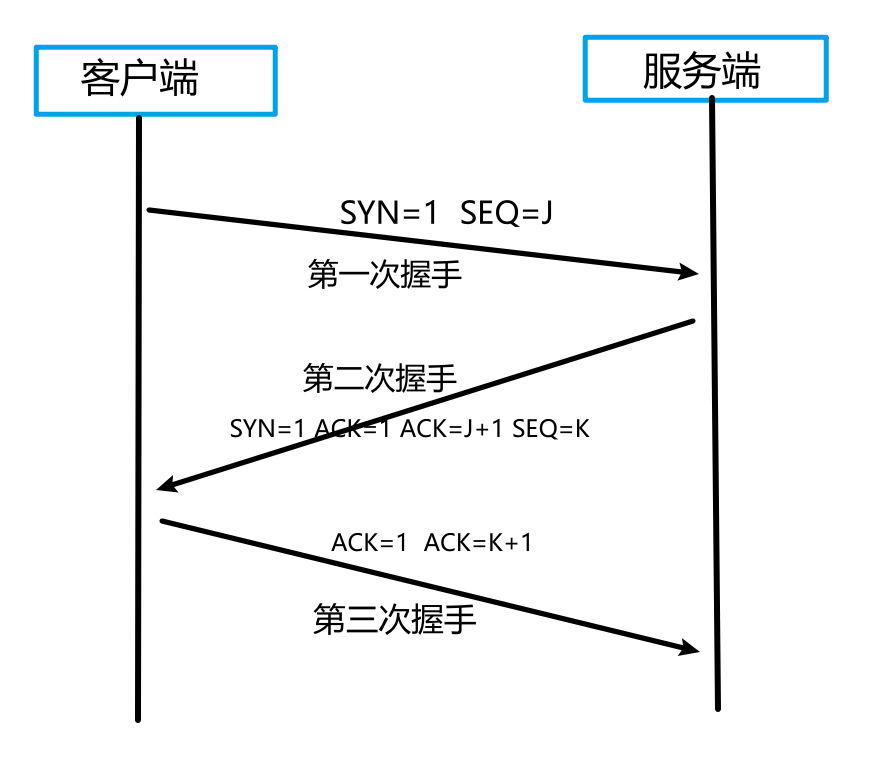 客户端
服务端
SYN=1 SEQ=J
第一次握手
第二次握手
SYN=1 ACK=1 ACK=J+1 SEQ=K
ACK=1 ACK=K+1
第三次握手